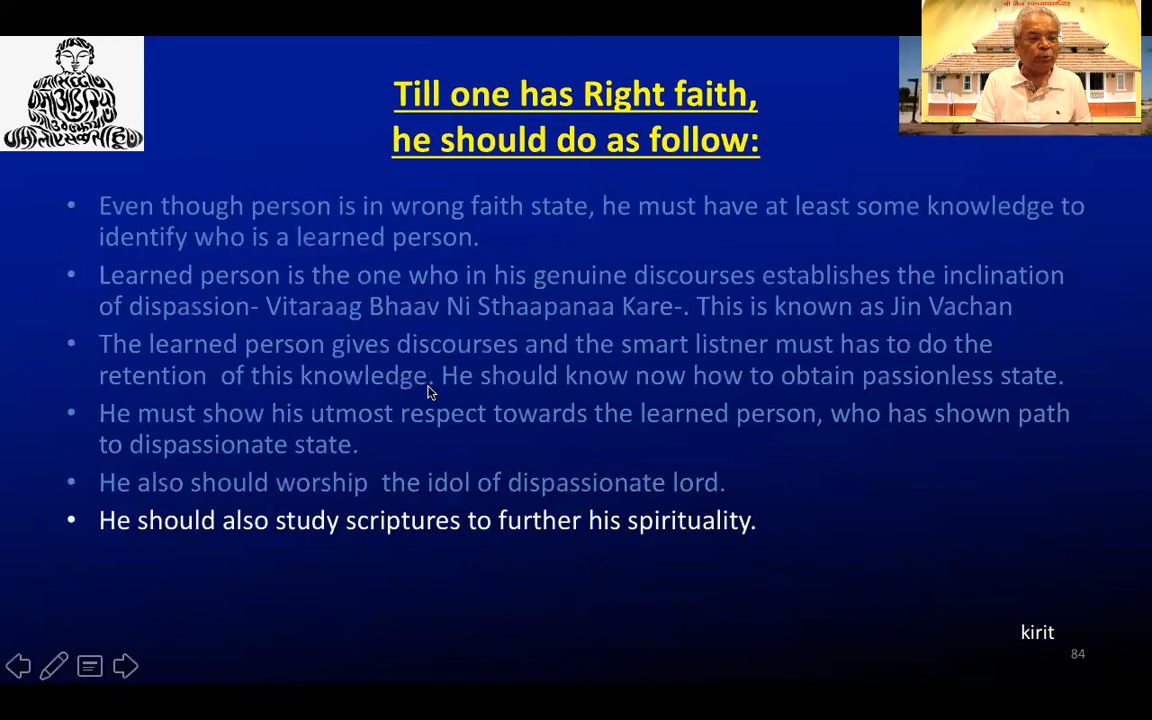 Till one has Right faith,
he should do as follow:
• Even though person is in wrong faith state, he must have at least some knowledge to
identify who is a learned person.
• Learned person is the one who in his genuine discourses establishes the inclination
of dispassion- Vitaraag Bhaav Ni Sthaapanaa Kare-. This is known as Jin Vachan
• The learned person gives discourses and the smart listner must has to do the
retention of this knowledge. He should know now how to obtain passionless state.
• He must show his utmost respect towards the learned person, who has shown path
to dispassionate state.
• He also should worship the idol of dispassionate lord.
• He should also study scriptures to further his spirituality.
kirit
84